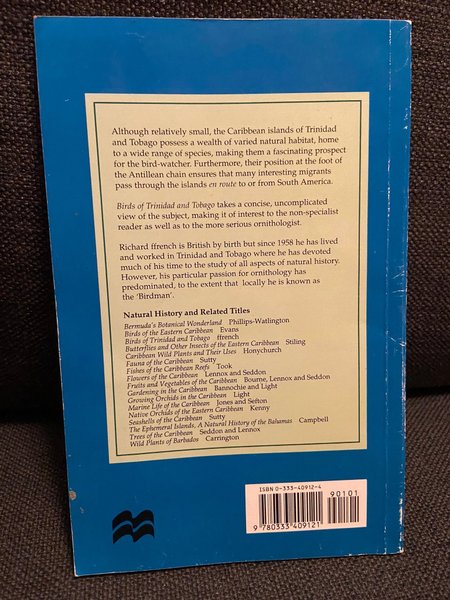 Although relatively small, the Caribbean islands of Trinidad
and Tobago possess a wealth of varied natural habitat, home
to a wide range of species, making them a fascinating prospect
for the bird-watcher. Furthermore, their position at the foot of
the Antillean chain ensures that many interesting migrants
pass through the islands en route to or from South America.
Birds of Trinidad and Tobago takes a concise, uncomplicated
view of the subject, making it of interest to the non-specialist
reader as well as to the more serious ornithologist.
Richard ffrench is British by birth but since 1958 he has lived
and worked in Trinidad and Tobago where he has devoted
much of his time to the study of all aspects of natural history.
However, his particular passion for ornithology has
predominated, to the extent that locally he is known as
the 'Birdman'.
Natural History and Related Titles
Bermuda's Botanical Wonderland Phillips-Watlington
Birds of the Eastern Caribbean Evans
Birds of Trinidad and Tobago ffrench
Butterflies and Other Insects of the Eastern Caribbean Stiling
Caribbean Wild Plants and Their Uses Honychurch
Fauna of the Caribbean Sutty
Fishes of the Caribbean Reefs Took
Flowers of the Caribbean Lennox and Seddon
Fruits and Vegetables of the Caribbean Bourne, Lennox and Seddon
Gardening in the Caribbean Bannochie and Light
Growing Orchids in the Caribbean Light
Marine Life of the Caribbean Jones and Sefton
Native Orchids of the Eastern Caribbean Kenny
Seashells of the Caribbean Sutty
The Ephemeral Islands, A Natural History of the Bahamas Campbell
Trees of the Caribbean Seddon and Lennox
Wild Plants of Barbados Carrington
ISBN 0-333-40912-4
90101
9 780333 409121